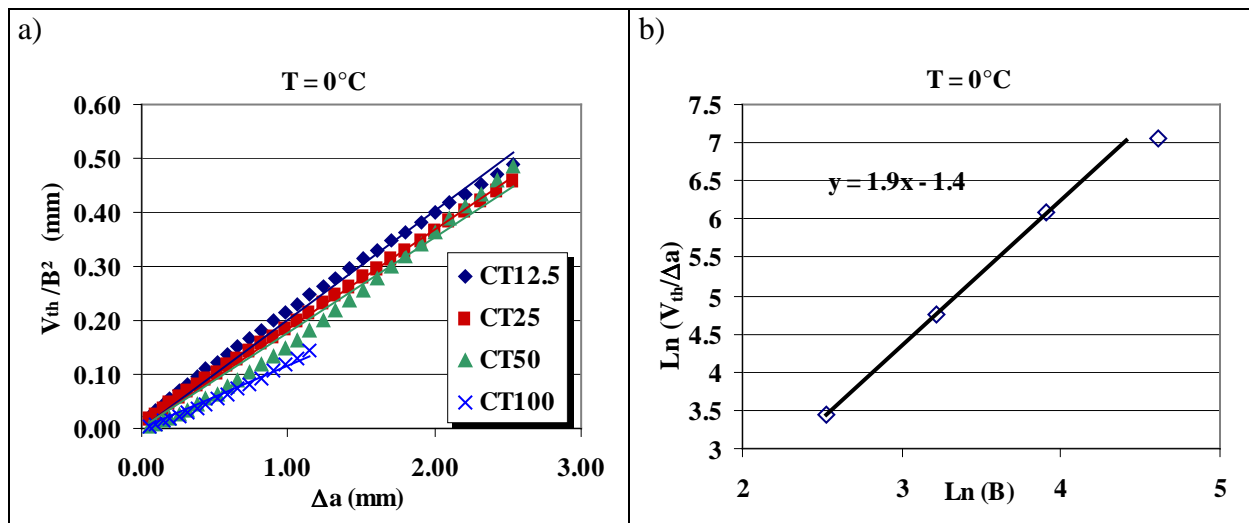 a)
T = 0°C
0.60
0.50
0.40
0.30
0.20
0.10
0.00
Vth /B² (mm)
CT12.5
CT25
CT50
CT100
0.00 1.00 2.00 3.00
Δa (mm)
b)
T = 0°C
7.5
7
6.5
6
5.5
5
4.5
4
3.5
3
Ln (Vth/Δa)
y = 1.9x - 1.4
2 3 4 5
Ln (B)